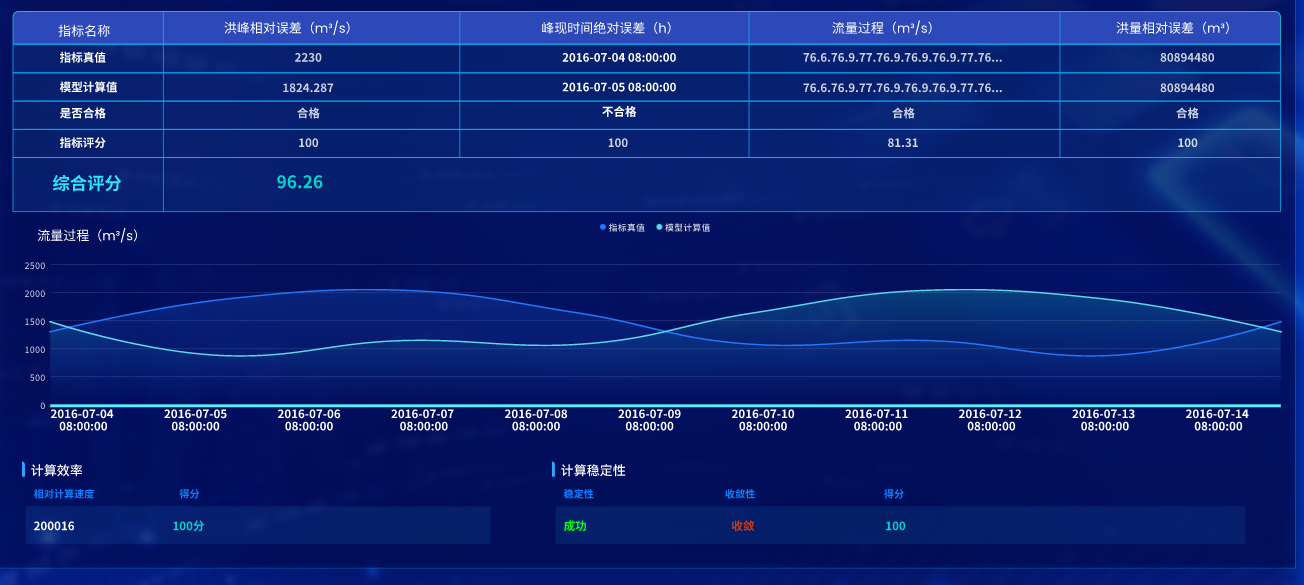 指标名称 洪峰相对误差（m³/s） 峰现时间绝对误差（h） 流量过程（m³/s） 洪量相对误差（m³）
指标真值 2230 2016-07-04 08:00:00 76.6.76.9.77.76.9.76.9.76.9.77.76... 80894480
模型计算值 1824.287 2016-07-05 08:00:00 76.6.76.9.77.76.9.76.9.76.9.77.76... 80894480
是否合格 合格 不合格 合格 合格
指标评分 100 100 81.31 100
综合评分 96.26
流量过程（m³/s） 指标真值 模型计算值
2500
2000
1500
1000
500
0
2016-07-04 2016-07-05 2016-07-06 2016-07-07 2016-07-08 2016-07-09 2016-07-10 2016-07-11 2016-07-12 2016-07-13 2016-07-14
08:00:00 08:00:00 08:00:00 08:00:00 08:00:00 08:00:00 08:00:00 08:00:00 08:00:00 08:00:00 08:00:00
计算效率 计算稳定性
相对计算速度 得分 稳定性 收敛性 得分
200016 100分 成功 收敛 100